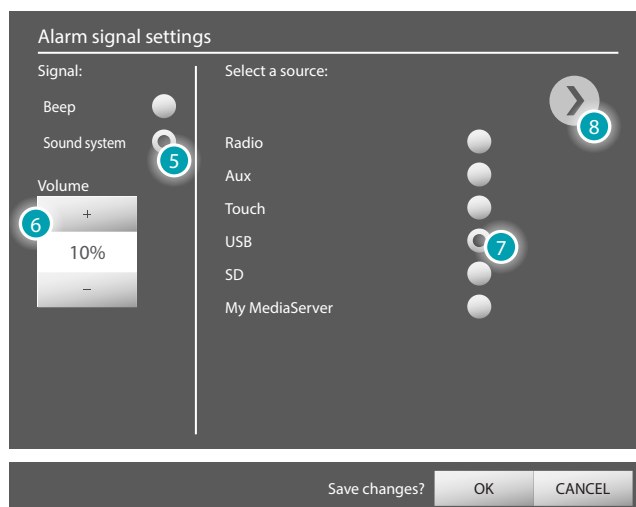 Alarm signal settings
Signal:
Beep
Sound system
5
Volume
6
+
10%
–
Select a source:
8
Radio
Aux
Touch
USB
7
SD
My MediaServer
Save changes?
OK
CANCEL